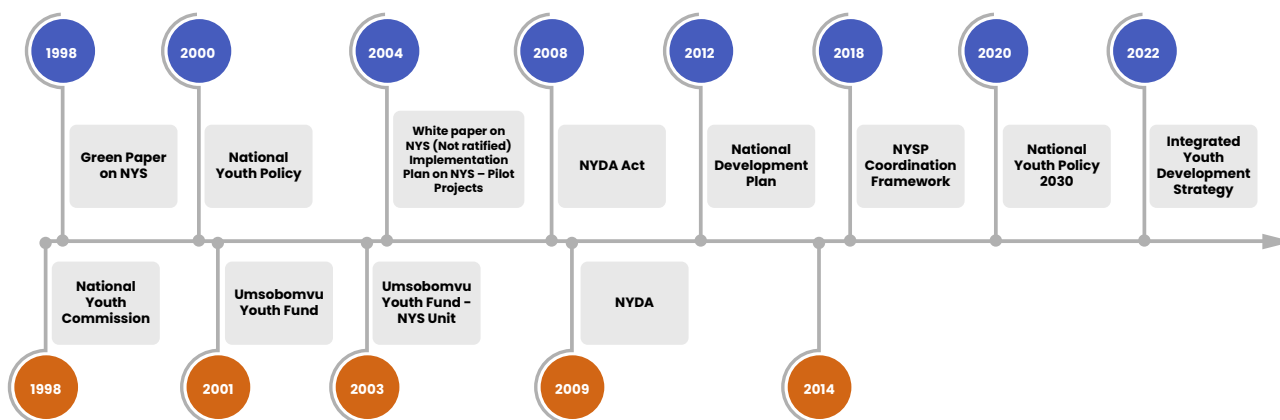 1998
2000
2004
2008
2012
2018
2020
2022
Green Paper
on NYS
National
Youth Policy
White paper on
NYS (Not ratified)
Implementation
Plan on NYS – Pilot
Projects
NYDA Act
National
Development
Plan
NYSP
Coordination
Framework
National
Youth Policy
2030
Integrated
Youth
Development
Strategy
National
Youth
Commission
Umsobomvu
Youth Fund
Umsobomvu
Youth Fund -
NYS Unit
NYDA
1998
2001
2003
2009
2014